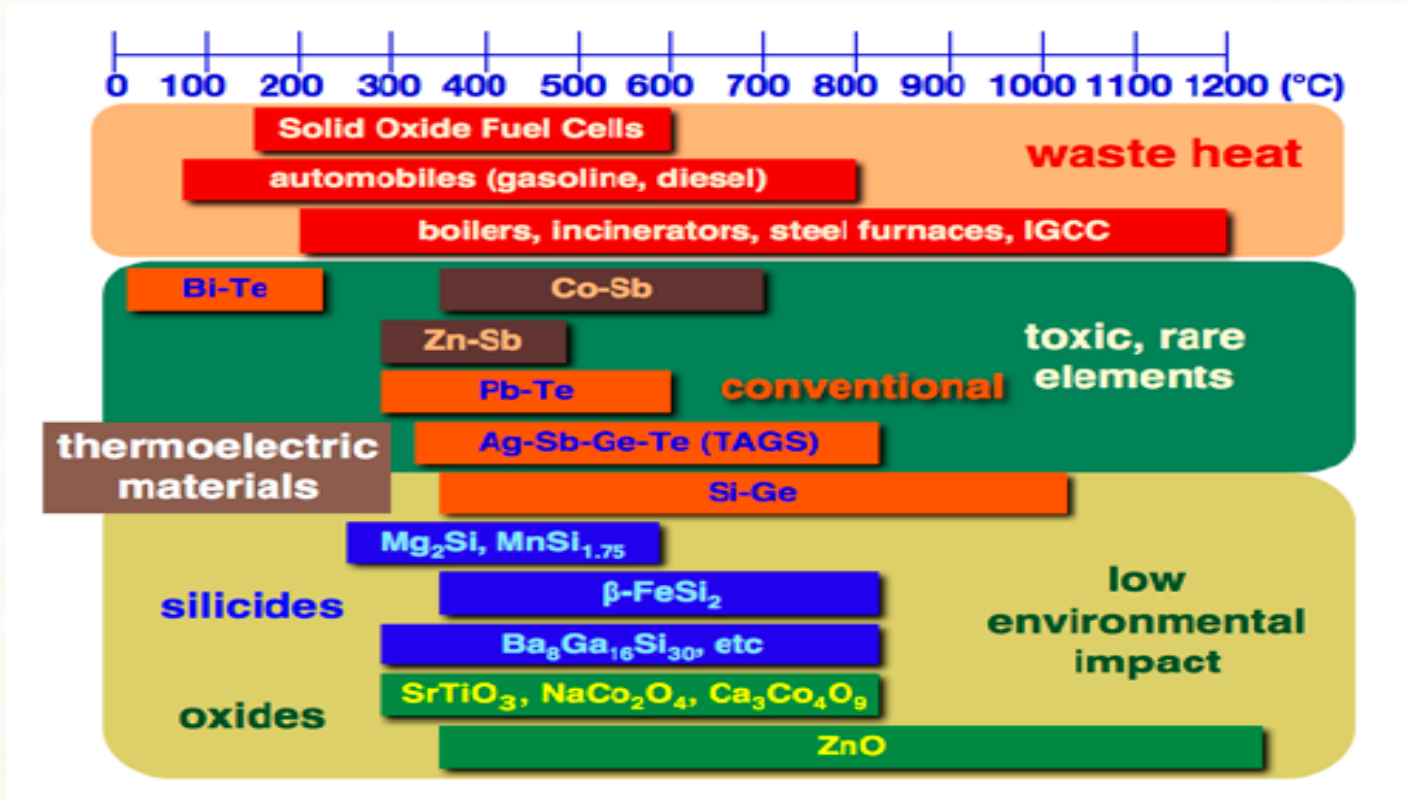 0 100 200 300 400 500 600 700 800 900 1000 1100 1200 (°C)
Solid Oxide Fuel Cells
waste heat
automobiles (gasoline, diesel)
boilers, incinerators, steel furnaces, IGCC
Bi-Te
Co-Sb
Zn-Sb
toxic, rare
elements
Pb-Te
conventional
thermoelectric
materials
Ag-Sb-Ge-Te (TAGS)
Si-Ge
Mg₂Si, MnSi₁.₇₅
silicides
β-FeSi₂
low
environmental
impact
Ba₈Ga₁₆Si₃₀, etc
oxides
SrTiO₃, NaCo₂O₄, Ca₃Co₄O₉
ZnO